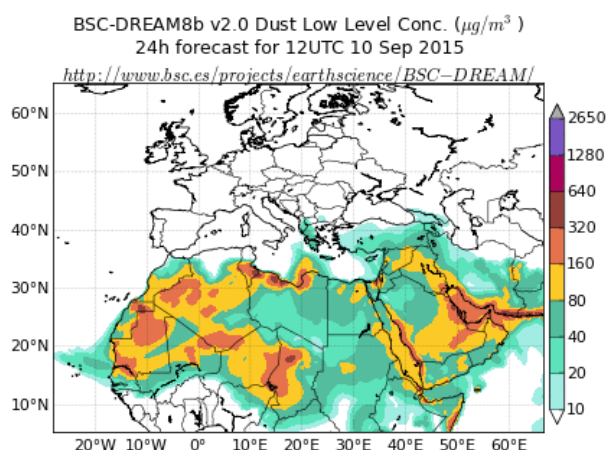 BSC-DREAM8b v2.0 Dust Low Level Conc. (μg/m³ )
24h forecast for 12UTC 10 Sep 2015
http://www.bsc.es/projects/earthscience/BSC−DREAM/
60°N
50°N
40°N
30°N
20°N
10°N
20°W
10°W
0°
10°E
20°E
30°E
40°E
50°E
60°E
2650
1280
640
320
160
80
40
20
10